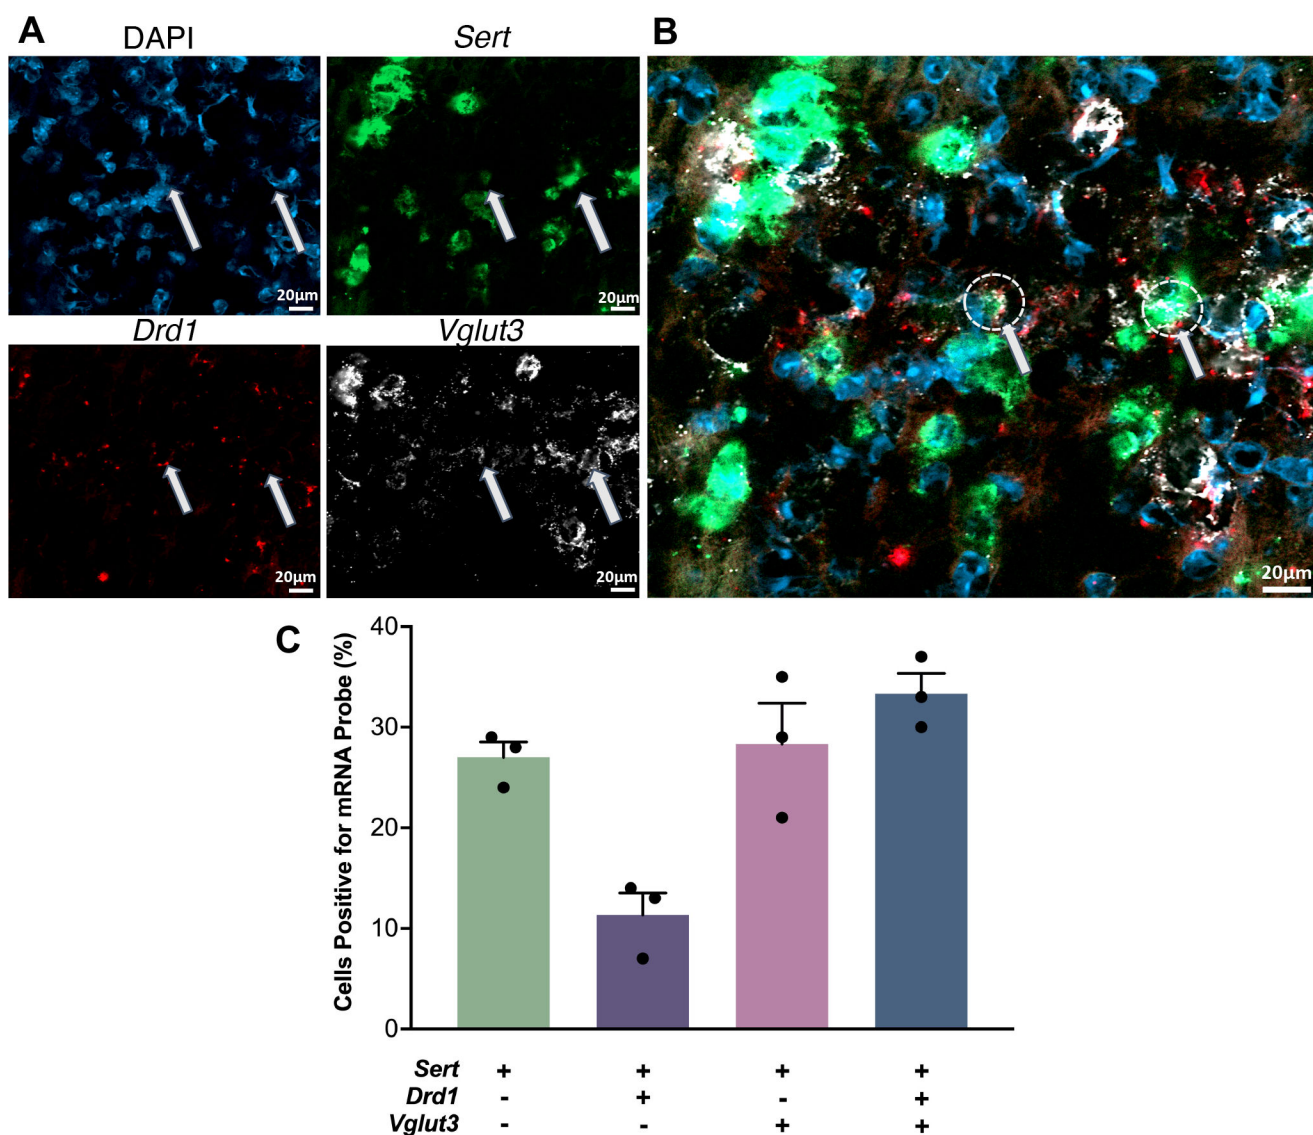 A
DAPI
Sert
B
20µm
20µm
Drd1
Vglut3
20µm
20µm
20µm
C
Cells Positive for mRNA Probe (%)
40
30
20
10
0
Sert + + + +
Drd1 - + - +
Vglut3 - - + +